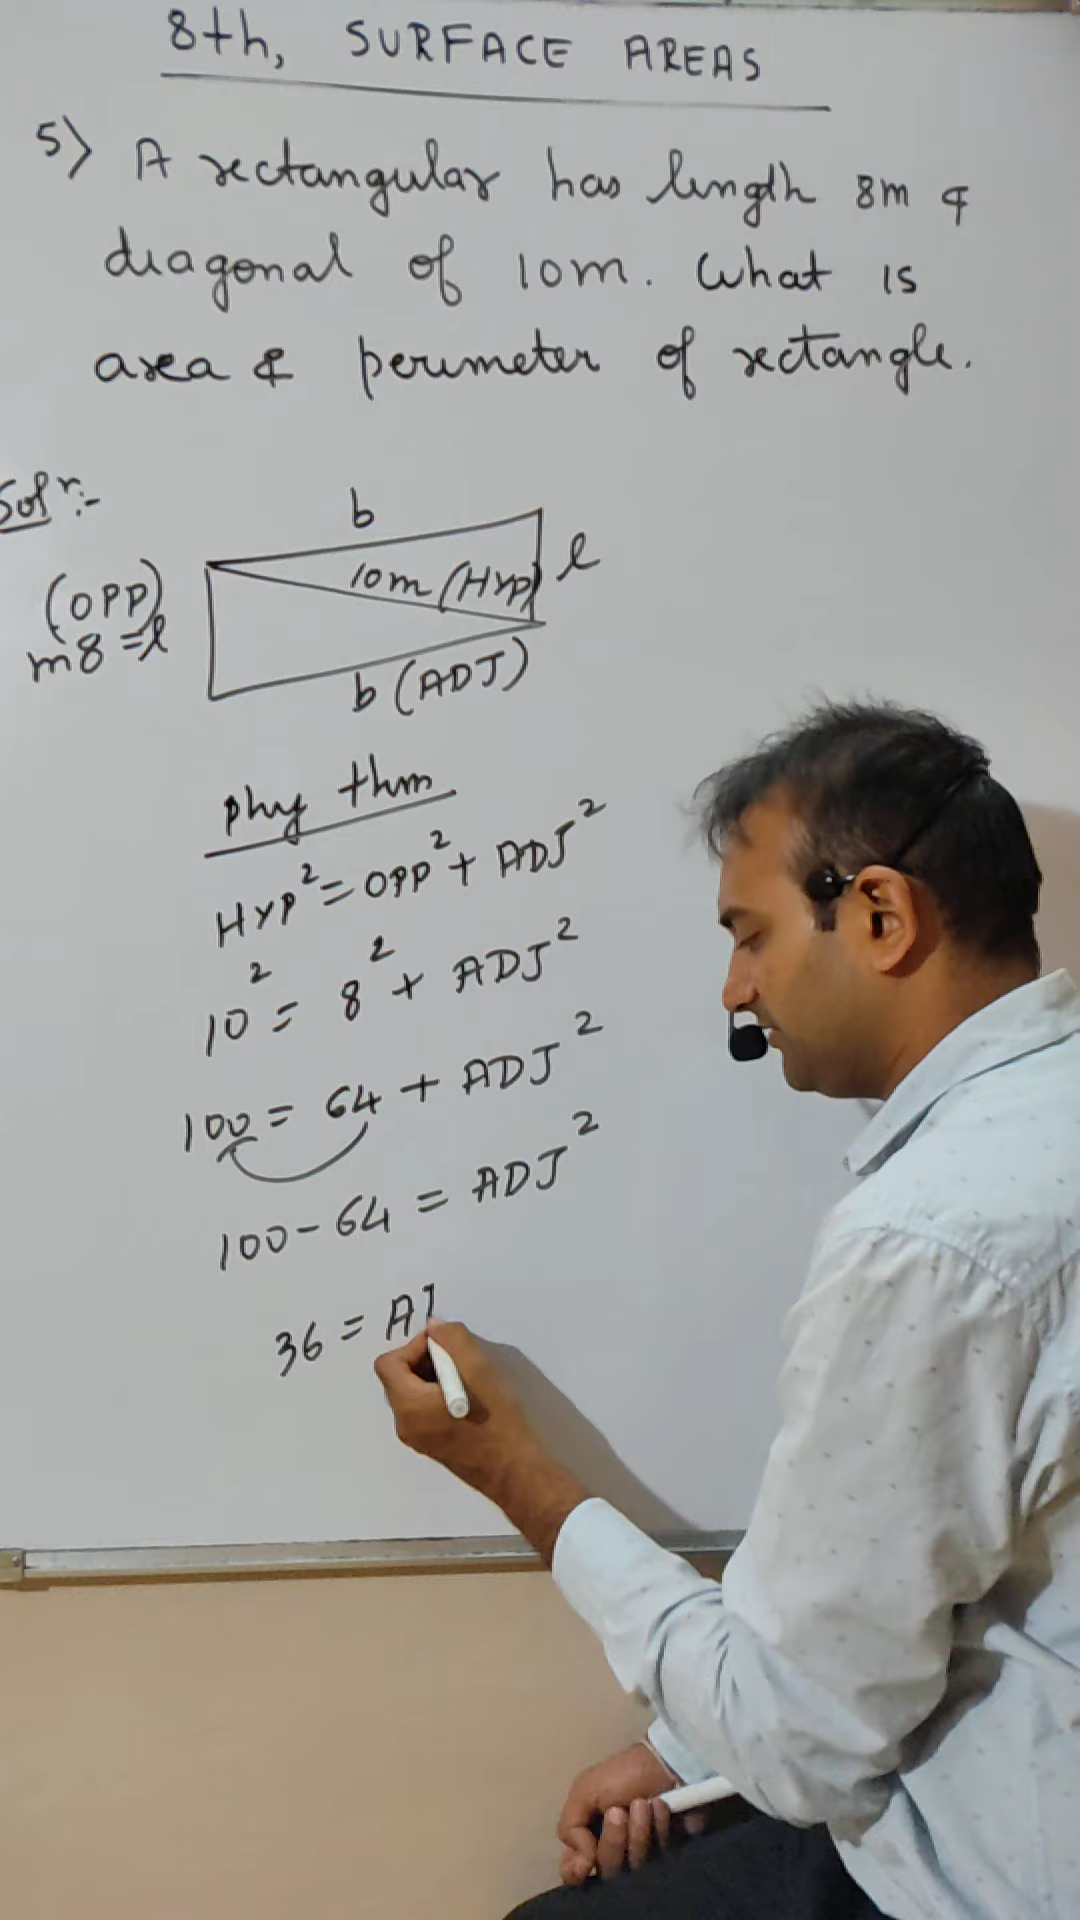 8th, SURFACE AREAS
5) A rectangular has length 8m &
diagonal of 10m. What is
area & perimeter of rectangle.
Solⁿ:-
b
10m (Hyp)
l
(OPP)
m8=l
b (ADJ)
phy thm
HYP² = OPP² + ADJ²
10² = 8² + ADJ²
100 = 64 + ADJ²
100-64 = ADJ²
36 = A